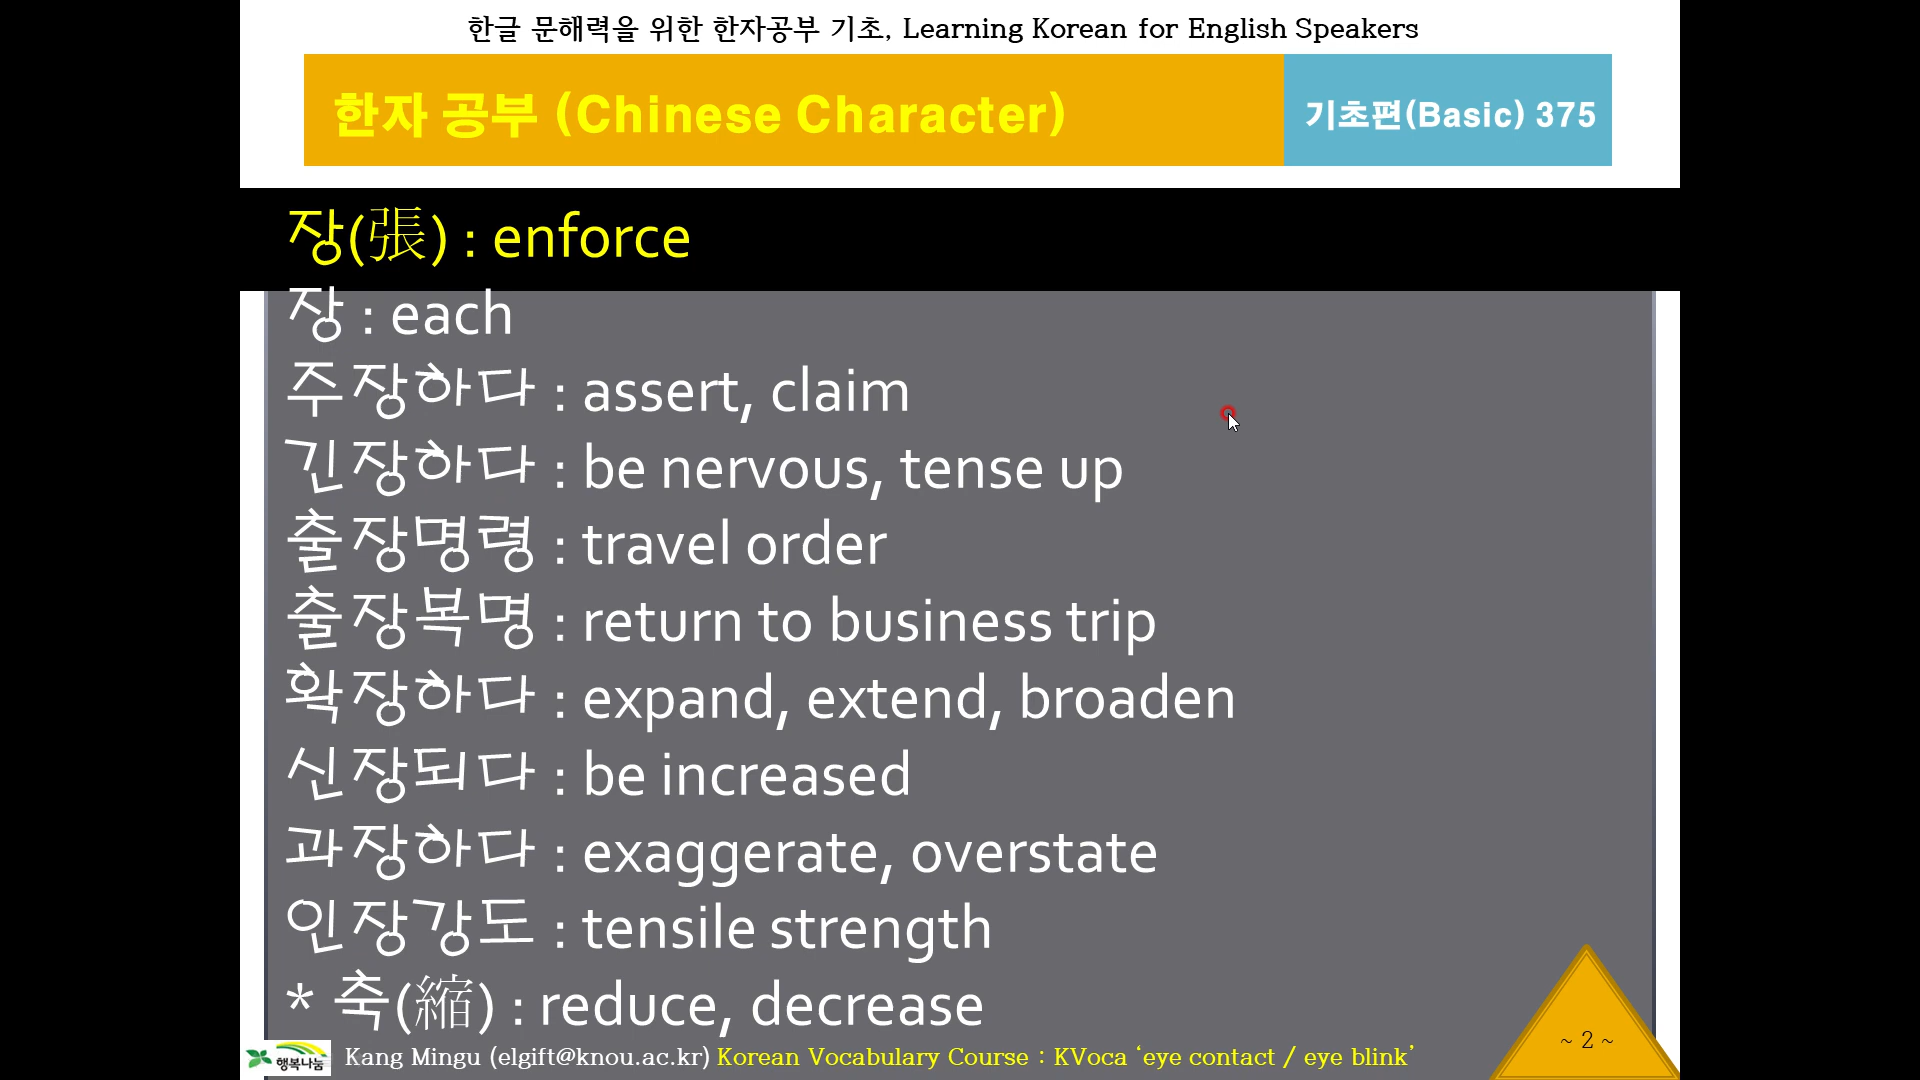 한글 문해력을 위한 한자공부 기초, Learning Korean for English Speakers
한자 공부 (Chinese Character)
기초편(Basic) 375
장(張) : enforce
장 : each
주장하다 : assert, claim
긴장하다 : be nervous, tense up
출장명령 : travel order
출장복명 : return to business trip
확장하다 : expand, extend, broaden
신장되다 : be increased
과장하다 : exaggerate, overstate
인장강도 : tensile strength
* 축(縮) : reduce, decrease
~ 2 ~
행복나눔
Kang Mingu (elgift@knou.ac.kr) Korean Vocabulary Course : KVoca ‘eye contact / eye blink’